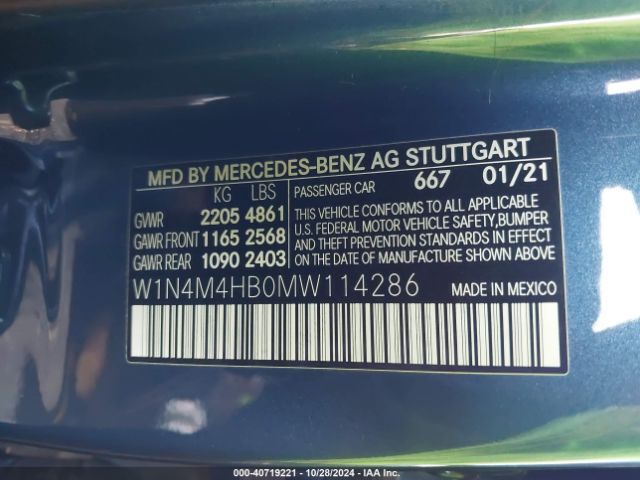 MFD BY MERCEDES-BENZ AG STUTTGART
KG LBS
PASSENGER CAR 667 01/21
GVWR 2205 4861
GAWR FRONT 1165 2568
GAWR REAR 1090 2403
THIS VEHICLE CONFORMS TO ALL APPLICABLE
U.S. FEDERAL MOTOR VEHICLE SAFETY, BUMPER
AND THEFT PREVENTION STANDARDS IN EFFECT
ON THE DATE OF MANUFACTURE SHOWN ABOVE.
W1N4M4HB0MW114286 MADE IN MEXICO
000-40719221 - 10/28/2024 - IAA Inc.